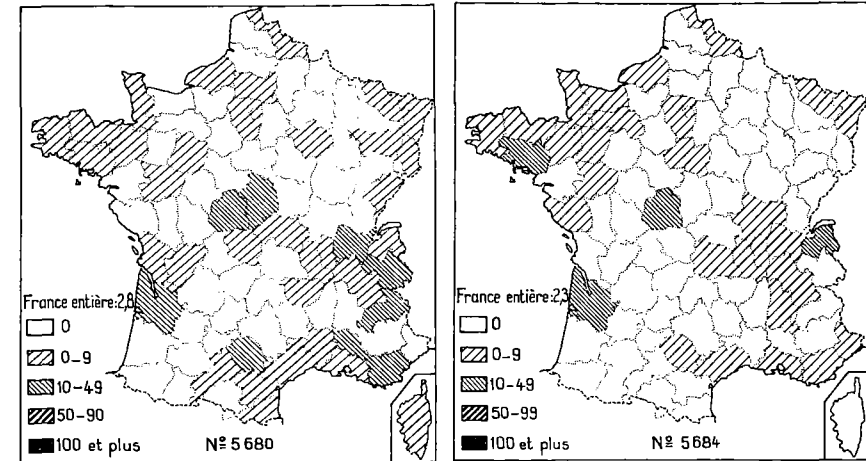 France entière:2,8
0
0-9
10-49
50-90
100 et plus
Nº 5680
France entière:2,3
0
0-9
10-49
50-99
100 et plus
Nº 5684